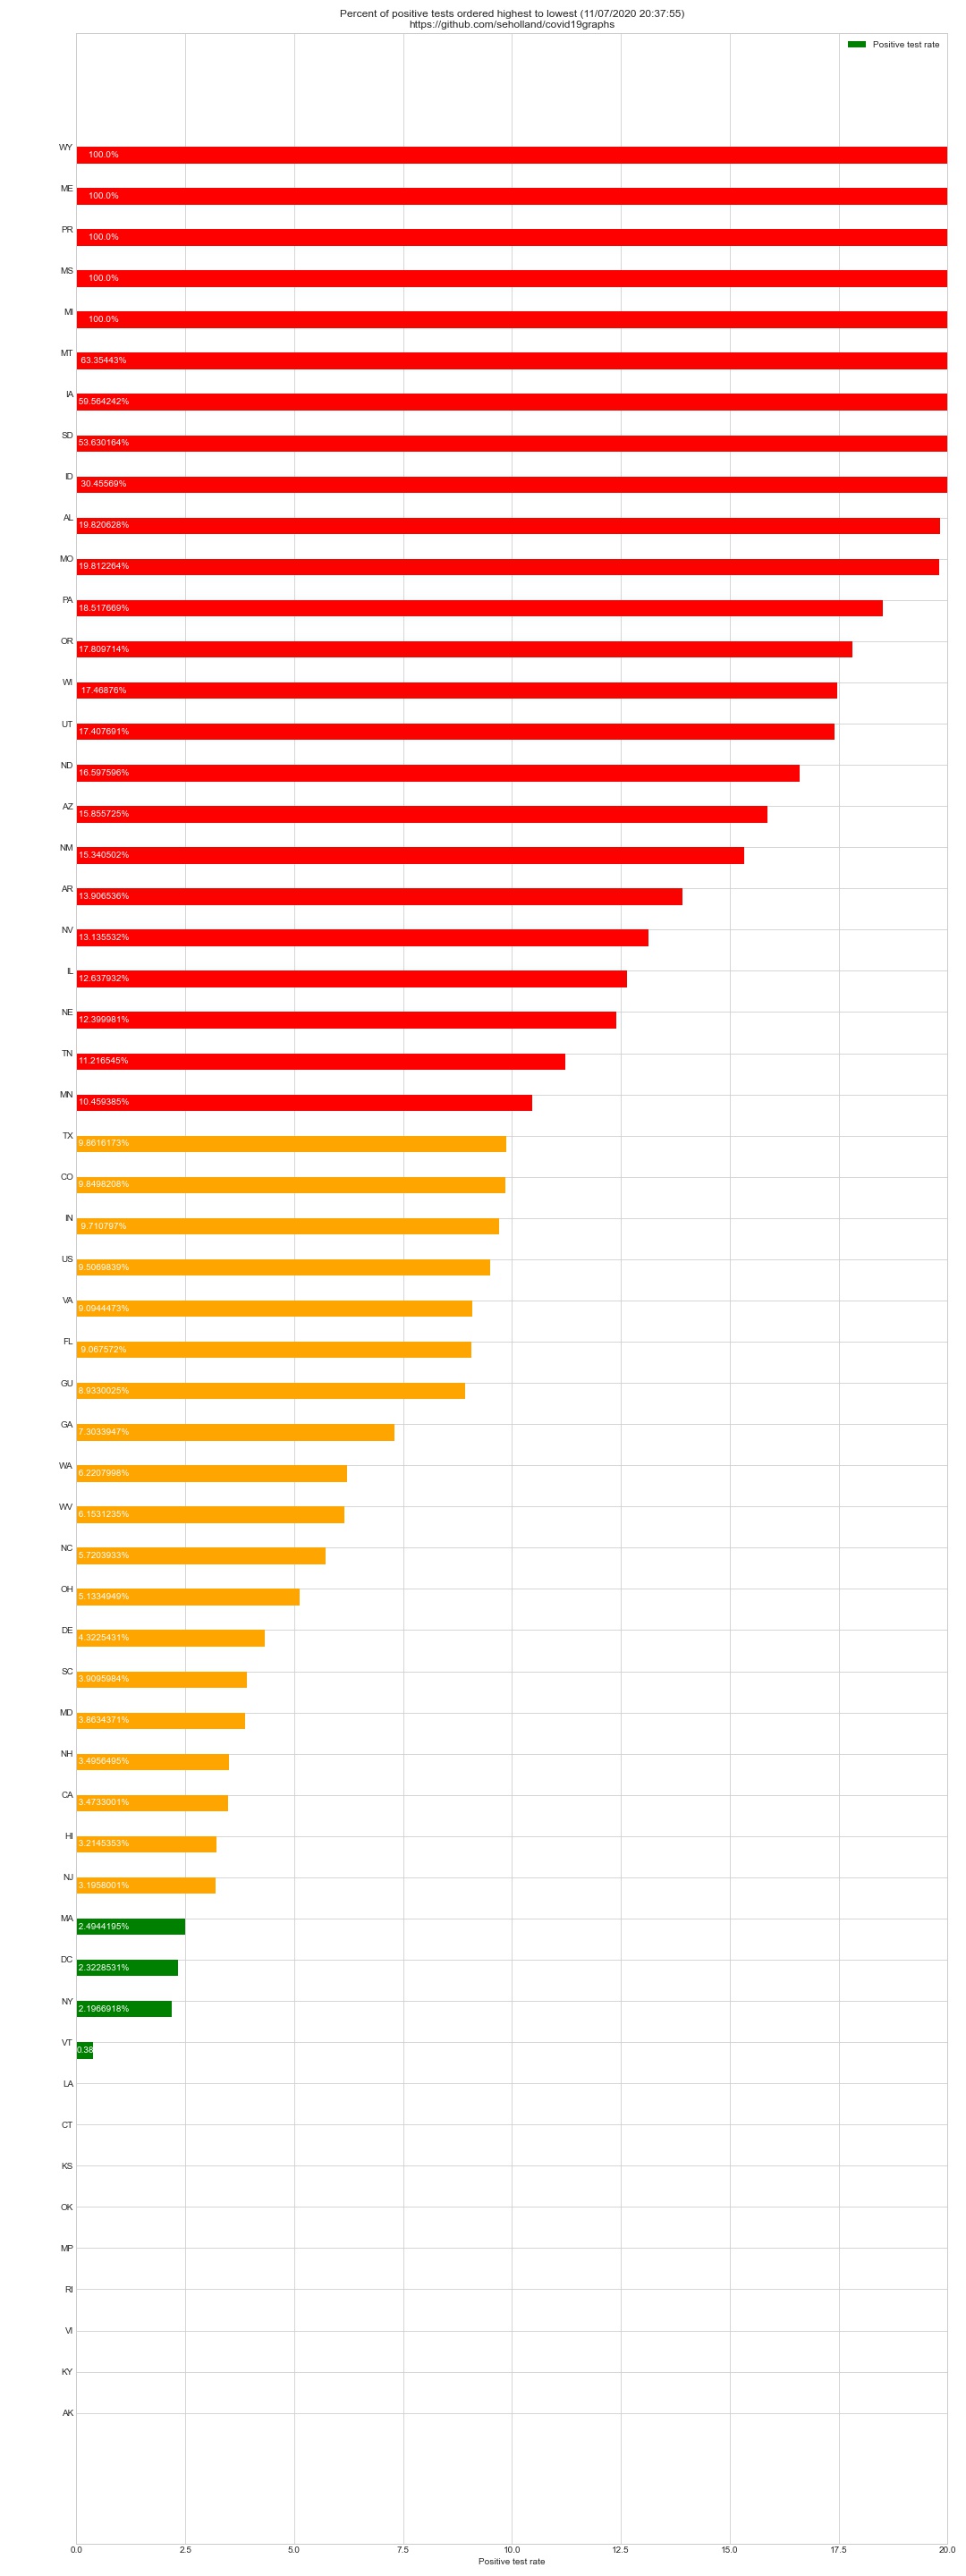 Percent of positive tests ordered highest to lowest (11/07/2020 20:37:55)
https://github.com/seholland/covid19graphs
Positive test rate
WY 100.0%
ME 100.0%
PR 100.0%
MS 100.0%
MI 100.0%
MT 63.35443%
IA 59.564242%
SD 53.630164%
ID 30.45569%
AL 19.820628%
MO 19.812264%
PA 18.517669%
OR 17.809714%
WI 17.46876%
UT 17.407691%
ND 16.597596%
AZ 15.855725%
NM 15.340502%
AR 13.906536%
NV 13.135532%
IL 12.637932%
NE 12.399981%
TN 11.216545%
MN 10.459385%
TX 9.8616173%
CO 9.8498208%
IN 9.710797%
US 9.5069839%
VA 9.0944473%
FL 9.067572%
GU 8.9330025%
GA 7.3033947%
WA 6.2207998%
WV 6.1531235%
NC 5.7203933%
OH 5.1334949%
DE 4.3225431%
SC 3.9095984%
MD 3.8634371%
NH 3.4956495%
CA 3.4733001%
HI 3.2145353%
NJ 3.1958001%
MA 2.4944195%
DC 2.3228531%
NY 2.1966918%
VT 0.38
LA
CT
KS
OK
MP
RI
VI
KY
AK
0.0 2.5 5.0 7.5 10.0 12.5 15.0 17.5 20.0
Positive test rate